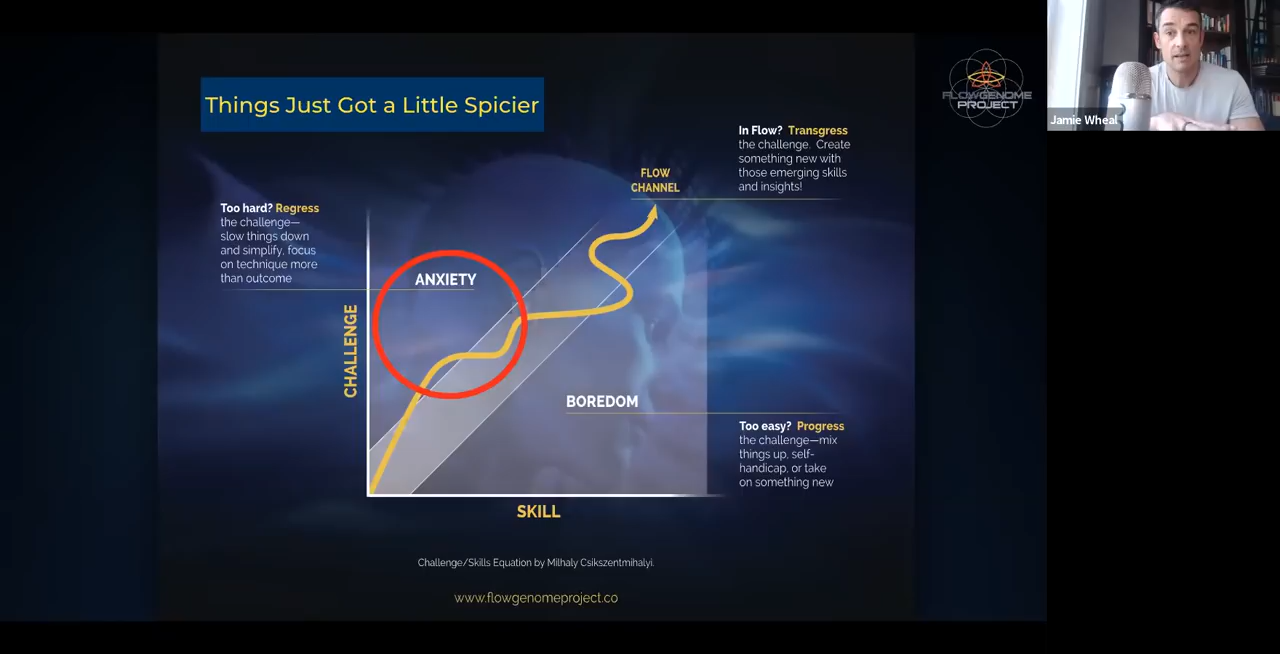 Things Just Got a Little Spicier
FLOWGENOME
PROJECT
Jamie Wheal
In Flow? Transgress
the challenge. Create
something new with
those emerging skills
and insights!
FLOW
CHANNEL
Too hard? Regress
the challenge—
slow things down
and simplify, focus
on technique more
than outcome
ANXIETY
CHALLENGE
BOREDOM
Too easy? Progress
the challenge—mix
things up, self-
handicap, or take
on something new
SKILL
Challenge/Skills Equation by Milhaly Csikszentmihalyi.
www.flowgenomeproject.co